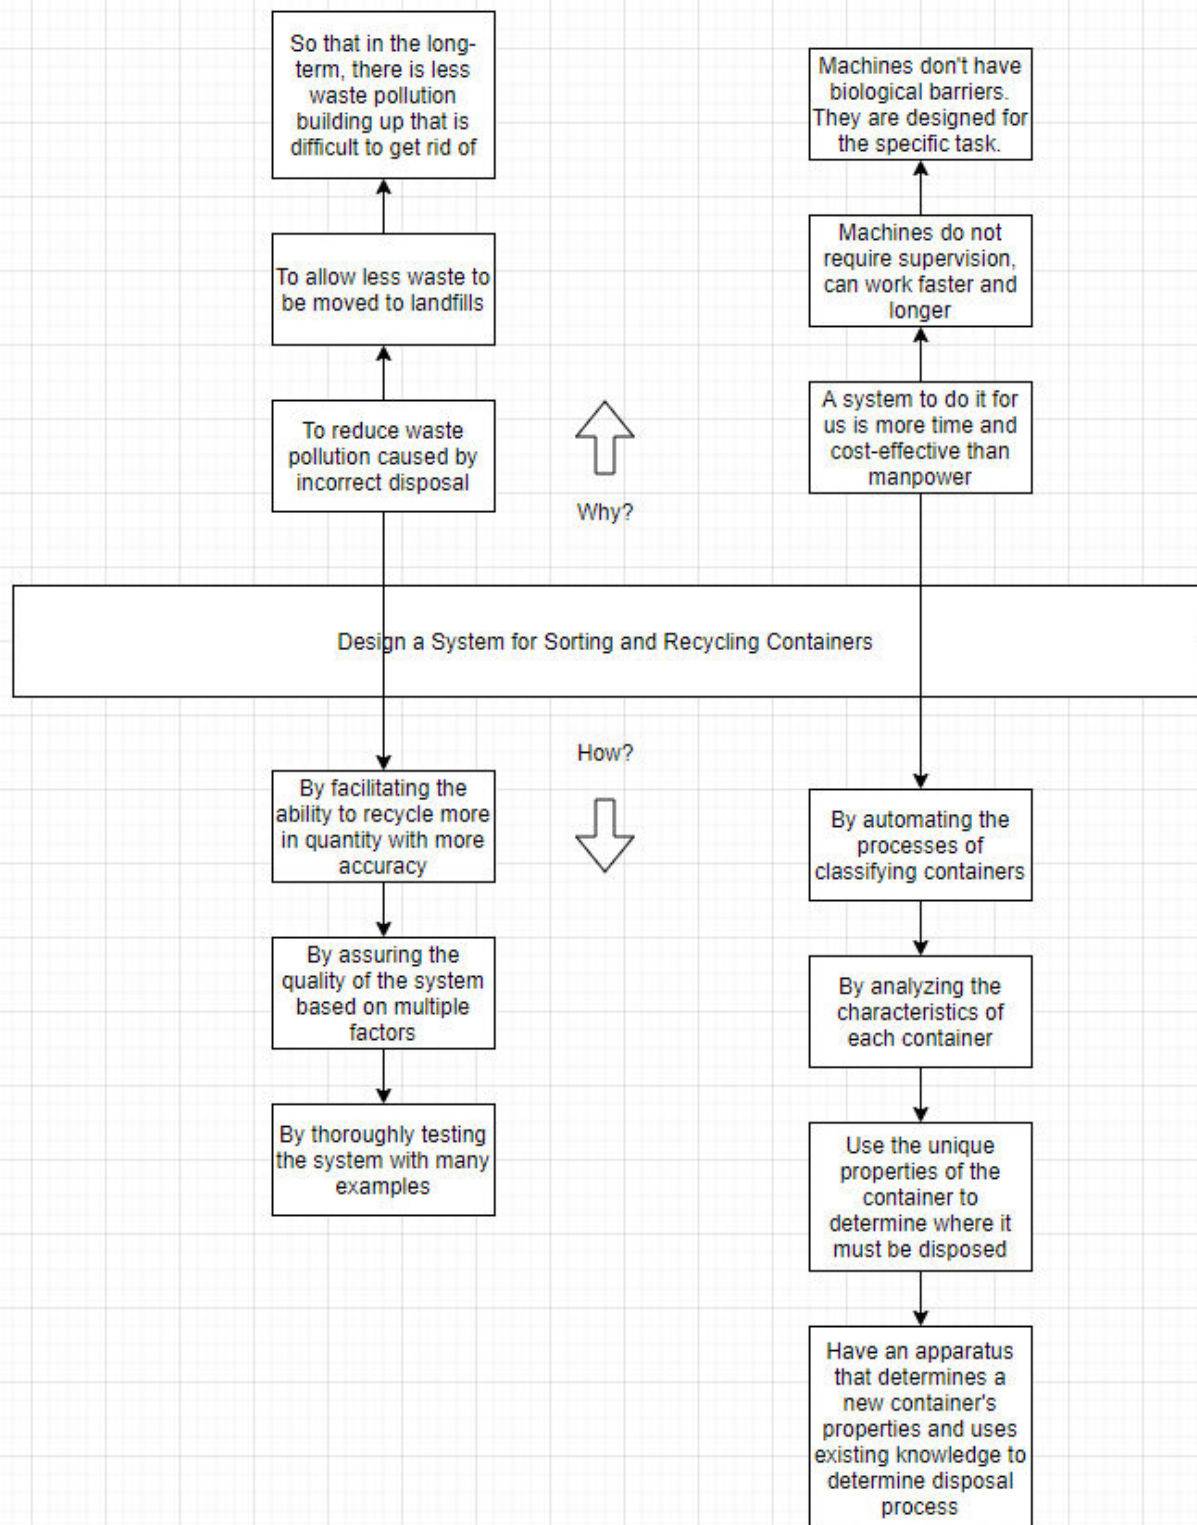 So that in the long-
term, there is less
waste pollution
building up that is
difficult to get rid of
Machines don't have
biological barriers.
They are designed for
the specific task.
To allow less waste to
be moved to landfills
Machines do not
require supervision,
can work faster and
longer
To reduce waste
pollution caused by
incorrect disposal
A system to do it for
us is more time and
cost-effective than
manpower
Why?
Design a System for Sorting and Recycling Containers
How?
By facilitating the
ability to recycle more
in quantity with more
accuracy
By automating the
processes of
classifying containers
By assuring the
quality of the system
based on multiple
factors
By analyzing the
characteristics of
each container
By thoroughly testing
the system with many
examples
Use the unique
properties of the
container to
determine where it
must be disposed
Have an apparatus
that determines a
new container's
properties and uses
existing knowledge to
determine disposal
process